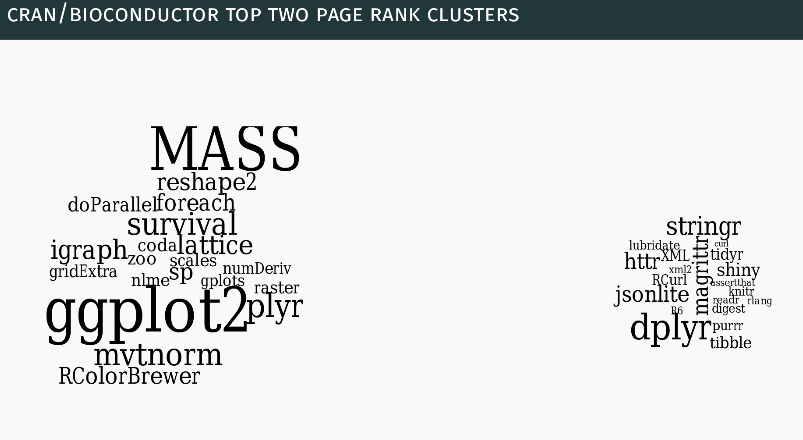 CRAN/BIOCONDUCTOR TOP TWO PAGE RANK CLUSTERS
MASS
reshape2
doParallel foreach
survival
igraph coda lattice
zoo scales
gridExtra sp numDeriv
nlme gplots
raster
ggplot2 plyr
mvtnorm
RColorBrewer
stringr
lubridate curl
httr XML magrittr tidyr
xml2 shiny
RCurl assertthat
jsonlite knitr
readr rlang
R6 digest
dplyr purrr
tibble